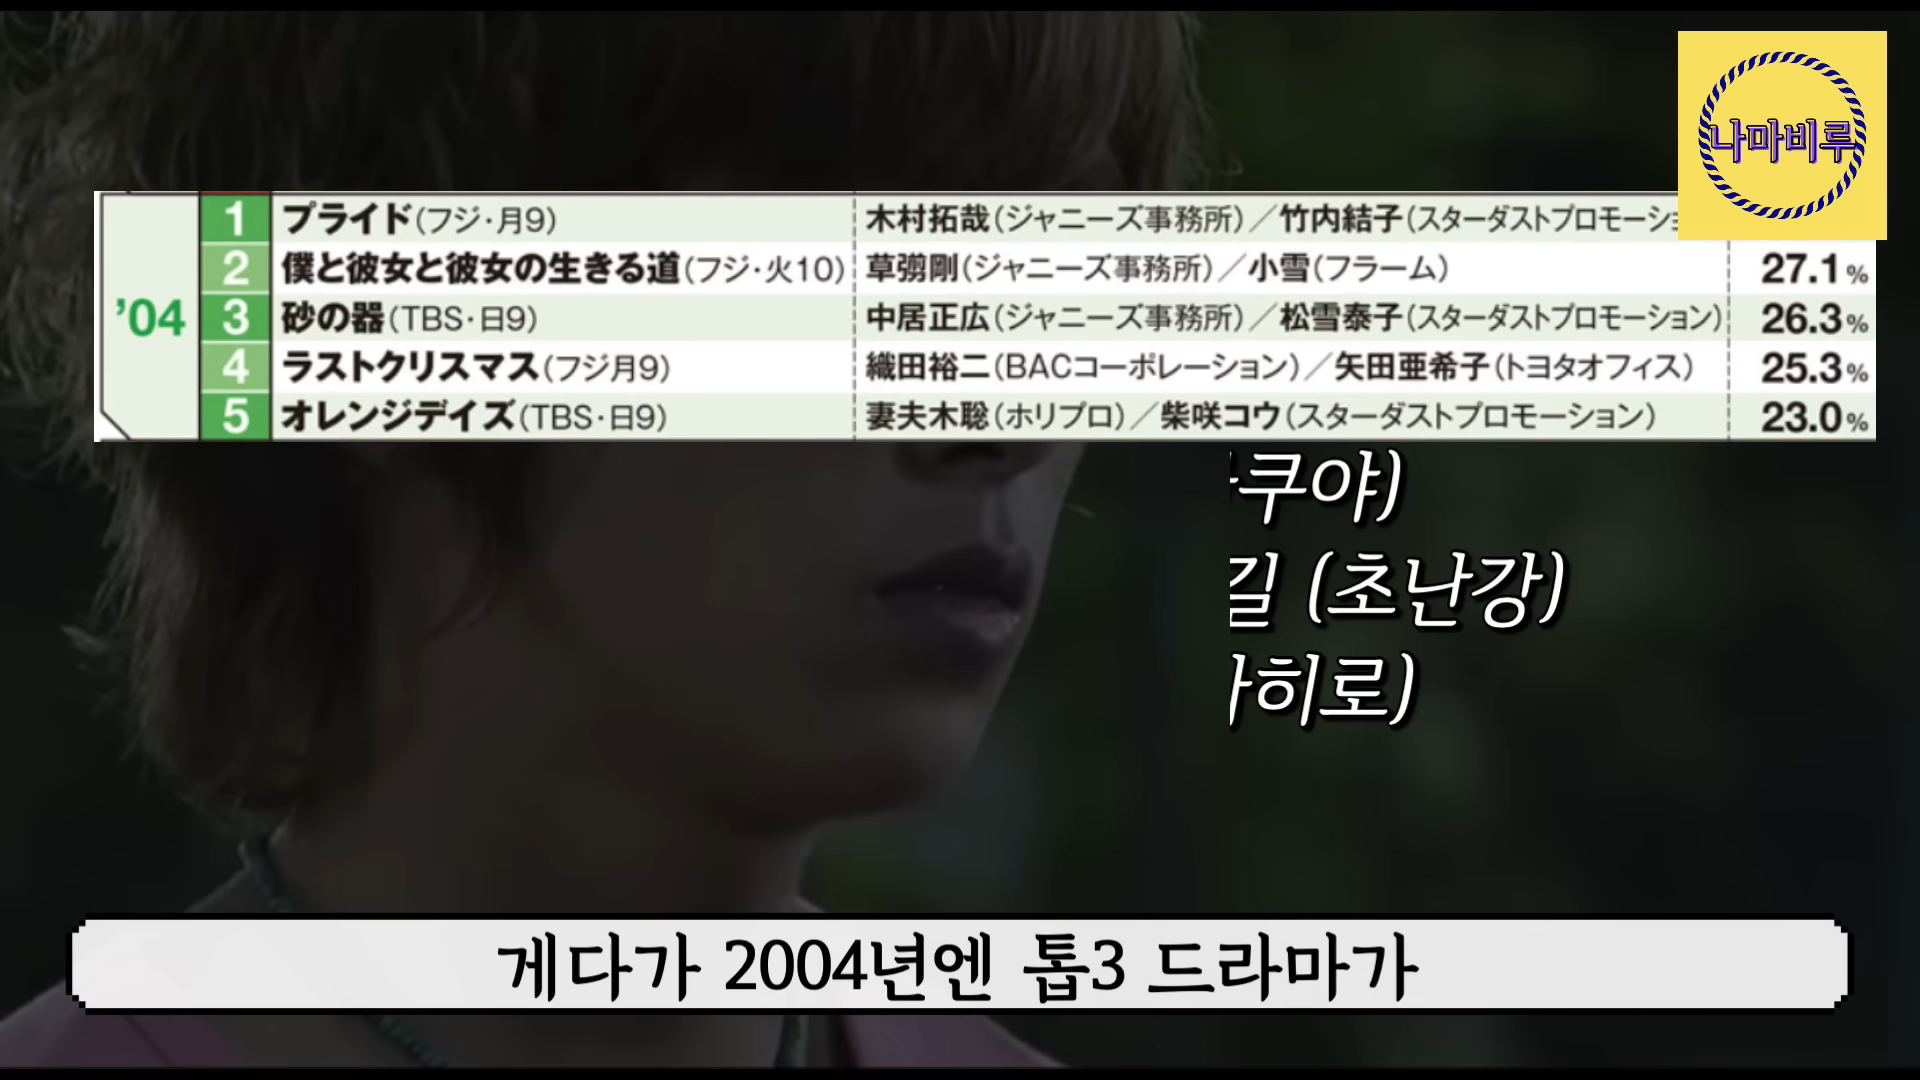 나마비루
'04
1 プライド(フジ・月9) 木村拓哉(ジャニーズ事務所)／竹内結子(スターダストプロモーショ
2 僕と彼女と彼女の生きる道(フジ・火10) 草彅剛(ジャニーズ事務所)／小雪(フラーム) 27.1%
3 砂の器(TBS・日9) 中居正広(ジャニーズ事務所)／松雪泰子(スターダストプロモーション) 26.3%
4 ラストクリスマス(フジ月9) 織田裕二(BACコーポレーション)／矢田亜希子(トヨタオフィス) 25.3%
5 オレンジデイズ(TBS・日9) 妻夫木聡(ホリプロ)／柴咲コウ(スターダストプロモーション) 23.0%
쿠야)
길 (초난강)
히로)
게다가 2004년엔 톱3 드라마가